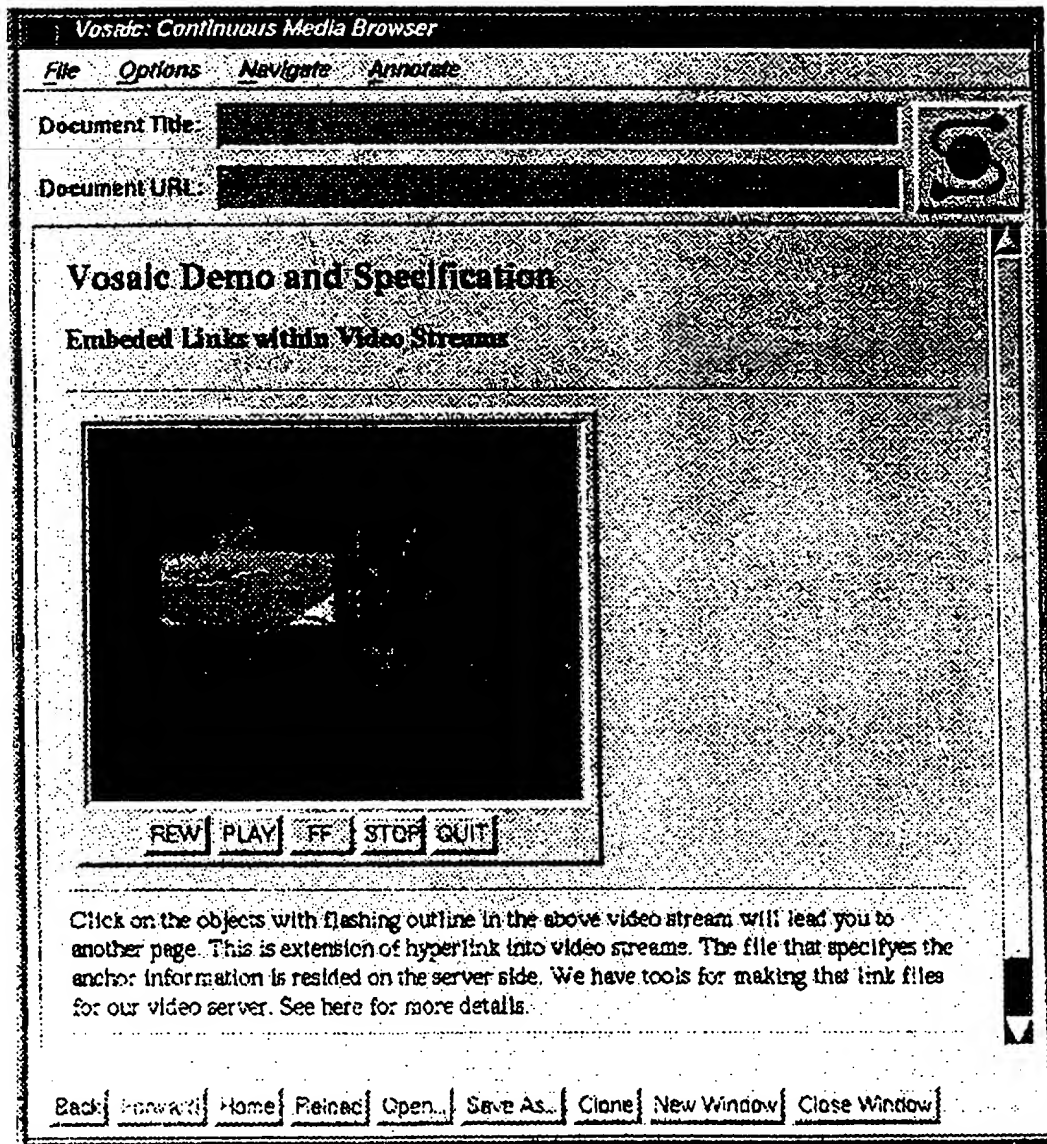 Vosaic: Continuous Media Browser
File Options Navigate Annotate
Document Title:
Document URL:
Vosaic Demo and Specification
Embeded Links within Video Streams
REW PLAY FF STOP QUIT
Click on the objects with flashing outline in the above video stream will lead you to
another page. This is extension of hyperlink into video streams. The file that specifyes the
anchor information is resided on the server side. We have tools for making that link files
for our video server. See here for more details.
Back Forward Home Reload Open... Save As... Clone New Window Close Window